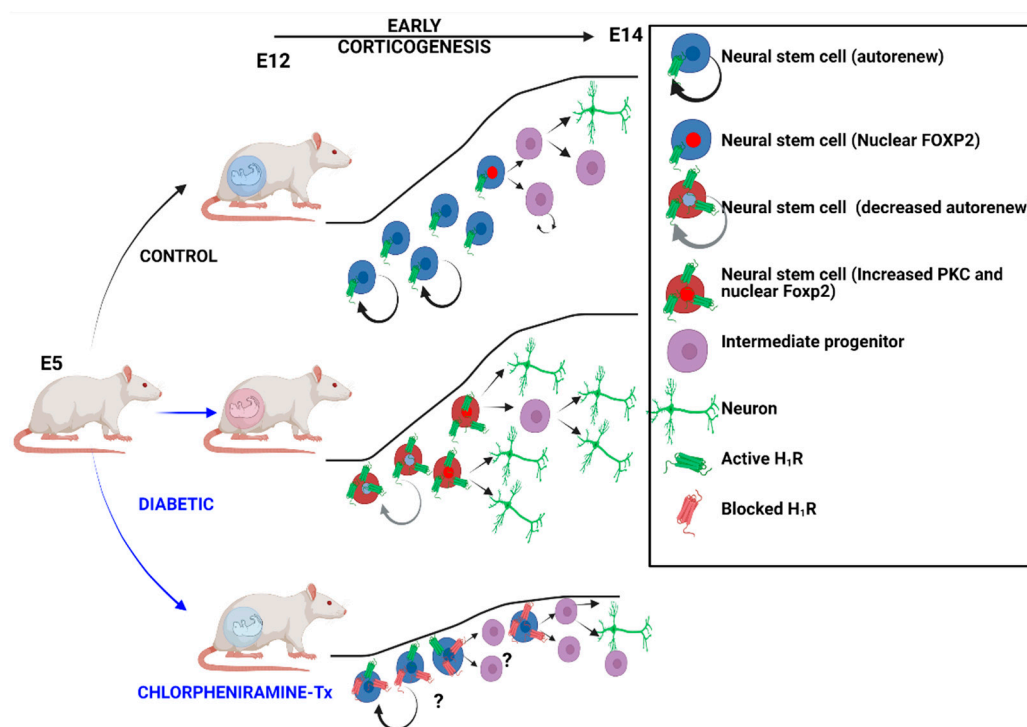 EARLY
CORTICOGENESIS
E12
E14
CONTROL
E5
DIABETIC
CHLORPHENIRAMINE-Tx
?
?
Neural stem cell (autorenew)
Neural stem cell (Nuclear FOXP2)
Neural stem cell (decreased autorenew
Neural stem cell (Increased PKC and
nuclear Foxp2)
Intermediate progenitor
Neuron
Active H₁R
Blocked H₁R